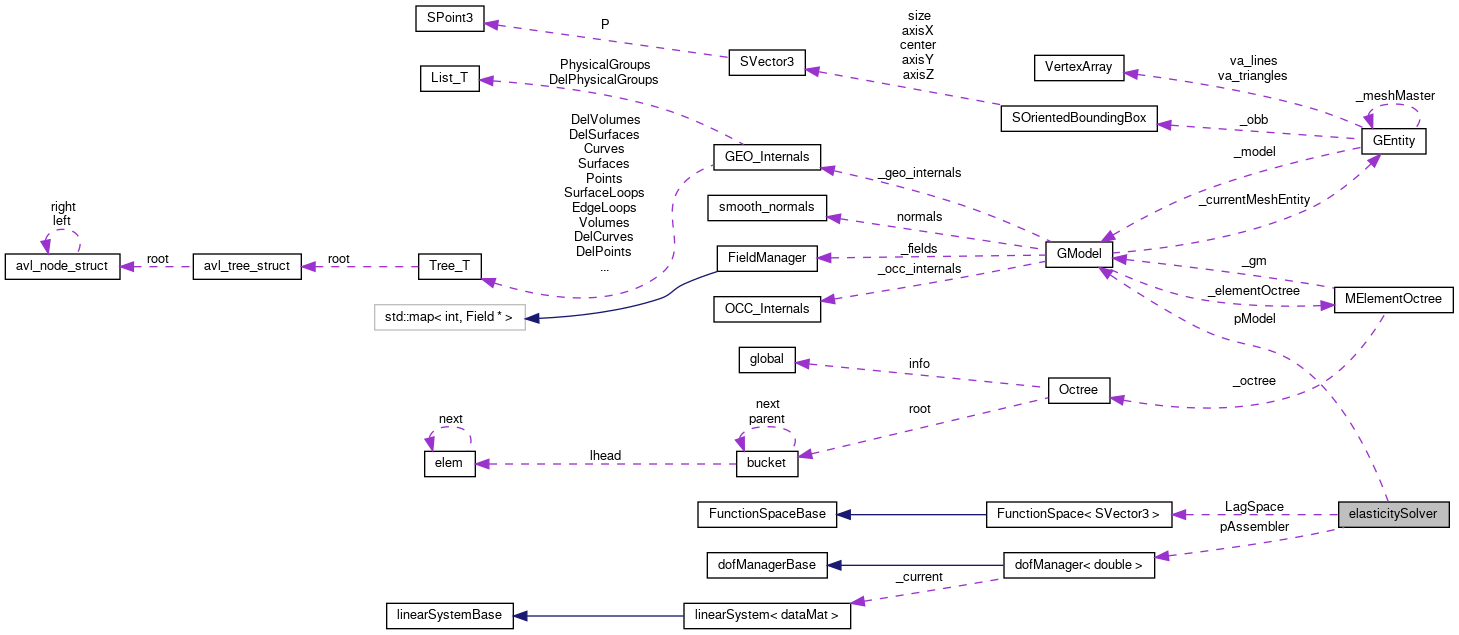 SPoint3
P
size
axisX
center
axisY
axisZ
SVector3
List_T
PhysicalGroups
DelPhysicalGroups
VertexArray
va_lines
va_triangles
_meshMaster
SOrientedBoundingBox
_obb
GEntity
DelVolumes
DelSurfaces
Curves
Surfaces
Points
SurfaceLoops
EdgeLoops
Volumes
DelCurves
DelPoints
...
GEO_Internals
_geo_internals
_model
smooth_normals
normals
_currentMeshEntity
right
left
avl_node_struct
root
avl_tree_struct
root
Tree_T
FieldManager
_fields
GModel
_gm
_occ_internals
_elementOctree
MElementOctree
std::map< int, Field * >
OCC_Internals
pModel
global
info
Octree
_octree
next
elem
lhead
next
parent
bucket
root
FunctionSpaceBase
FunctionSpace< SVector3 >
LagSpace
elasticitySolver
pAssembler
dofManagerBase
dofManager< double >
_current
linearSystemBase
linearSystem< dataMat >